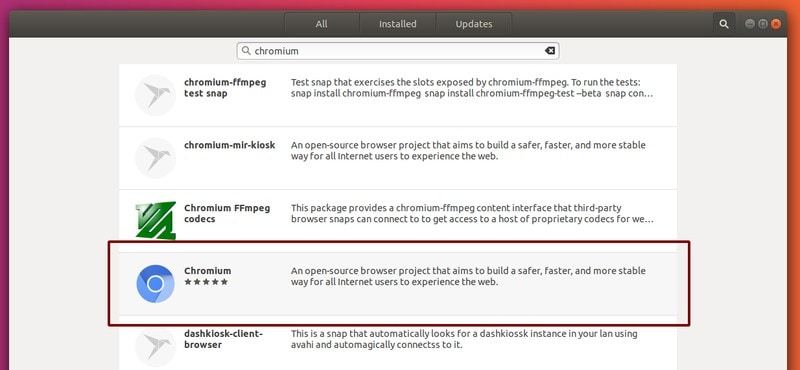 All
Installed
Updates
chromium
chromium-ffmpeg
test snap
Test snap that exercises the slots exposed by chromium-ffmpeg. To run the tests:
snap install chromium-ffmpeg snap install chromium-ffmpeg-test --beta snap con...
chromium-mir-kiosk
An open-source browser project that aims to build a safer, faster, and more stable
way for all Internet users to experience the web.
Chromium FFmpeg
codecs
This package provides a chromium-ffmpeg content interface that third-party
browser snaps can connect to to get access to a host of proprietary codecs for we...
Chromium
An open-source browser project that aims to build a safer, faster, and more stable
way for all Internet users to experience the web.
dashkiosk-client-
browser
This is a snap that automatically looks for a dashkiossk instance in your lan using
avahi and automagically connectss to it.